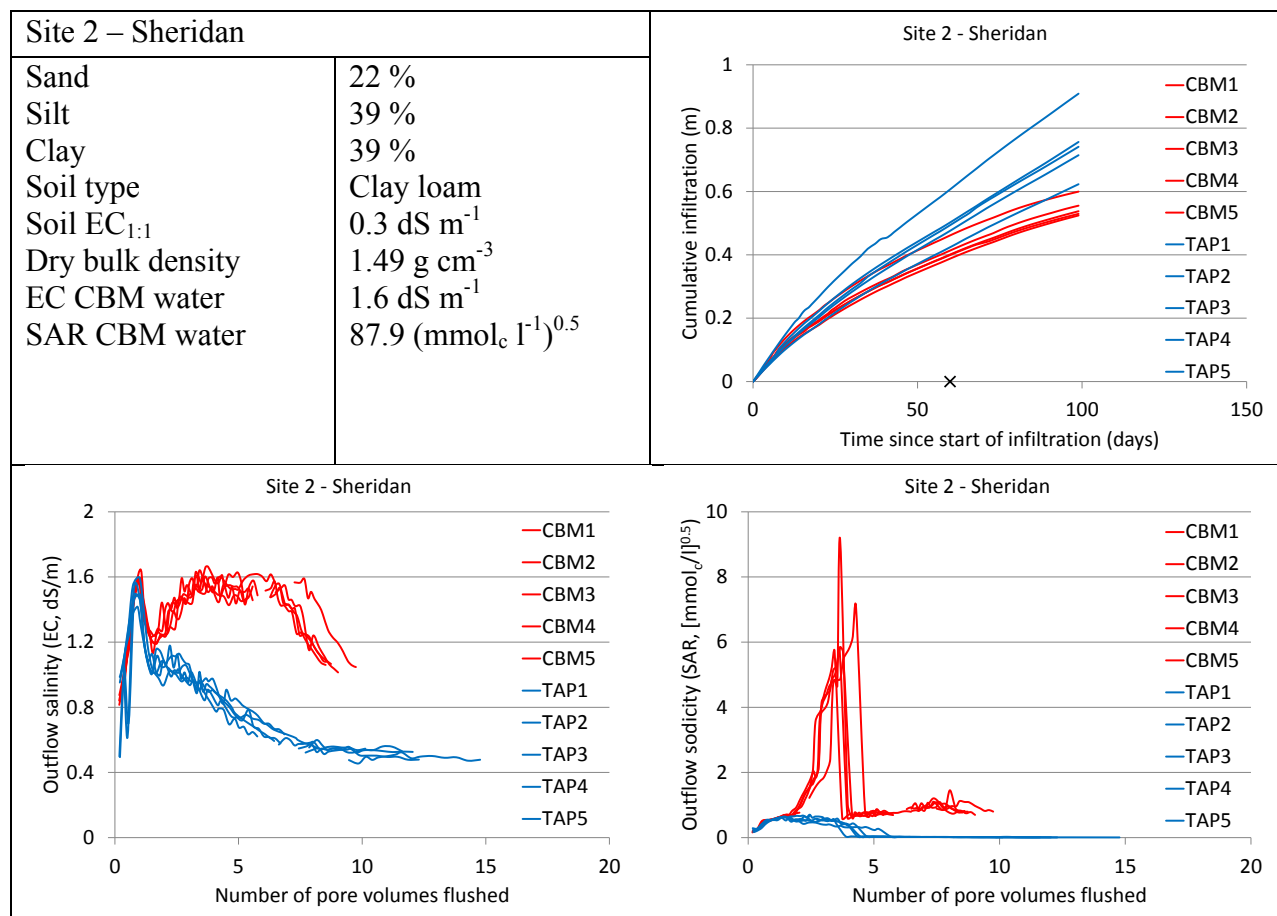 Site 2 – Sheridan
Sand 22 %
Silt 39 %
Clay 39 %
Soil type Clay loam
Soil EC1:1 0.3 dS m-1
Dry bulk density 1.49 g cm-3
EC CBM water 1.6 dS m-1
SAR CBM water 87.9 (mmolc l-1)0.5
Site 2 - Sheridan
Cumulative infiltration (m)
1
0.8
0.6
0.4
0.2
0
0 50 100 150
Time since start of infiltration (days)
CBM1
CBM2
CBM3
CBM4
CBM5
TAP1
TAP2
TAP3
TAP4
TAP5
Site 2 - Sheridan
Outflow salinity (EC, dS/m)
2
1.6
1.2
0.8
0.4
0
0 5 10 15 20
Number of pore volumes flushed
CBM1
CBM2
CBM3
CBM4
CBM5
TAP1
TAP2
TAP3
TAP4
TAP5
Site 2 - Sheridan
Outflow sodicity (SAR, [mmolc/l]0.5)
10
8
6
4
2
0
0 5 10 15 20
Number of pore volumes flushed
CBM1
CBM2
CBM3
CBM4
CBM5
TAP1
TAP2
TAP3
TAP4
TAP5